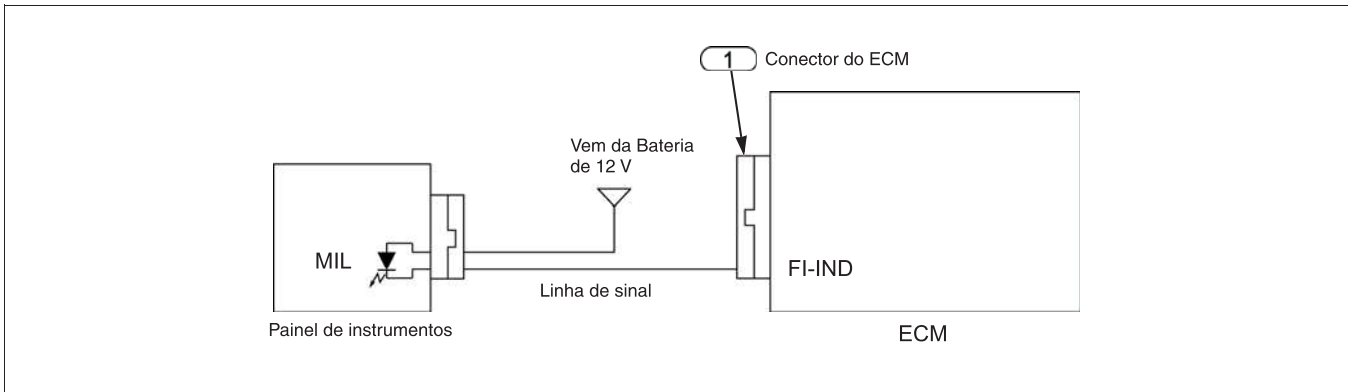 1 Conector do ECM
Vem da Bateria
de 12 V
MIL
FI-IND
Linha de sinal
Painel de instrumentos
ECM